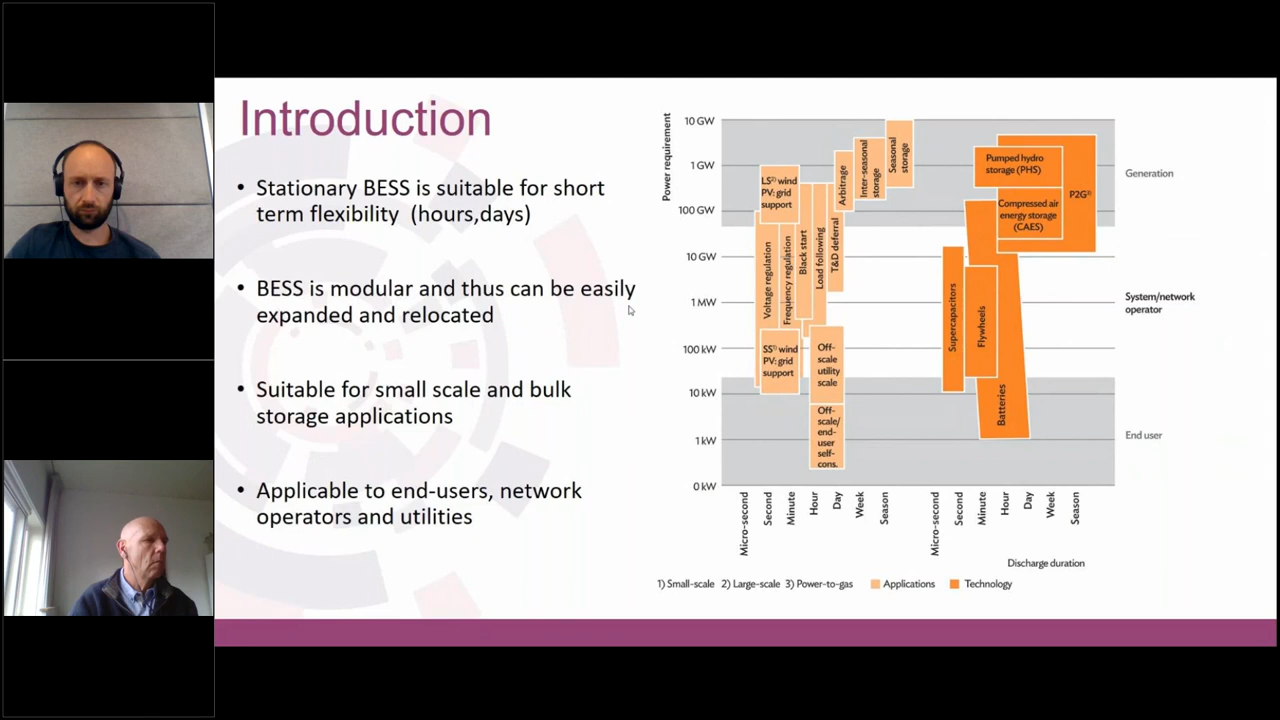 Introduction
• Stationary BESS is suitable for short
term flexibility (hours,days)
• BESS is modular and thus can be easily
expanded and relocated
• Suitable for small scale and bulk
storage applications
• Applicable to end-users, network
operators and utilities
Power requirement
10 GW
1 GW
100 GW
10 GW
1 MW
100 kW
10 kW
1 kW
0 kW
LS²⁾ wind
PV: grid
support
Voltage regulation
Frequency regulation
Black start
Load following
T&D deferral
Arbitrage
Inter-seasonal
storage
Seasonal
storage
SS¹⁾ wind
PV: grid
support
Off-
scale
utility
scale
Off-
scale/
end-
user
self-
cons.
Supercapacitors
Flywheels
Batteries
Pumped hydro
storage (PHS)
Compressed air
energy storage
(CAES)
P2G³⁾
Generation
System/network
operator
End user
Micro-second
Second
Minute
Hour
Day
Week
Season
Micro-second
Second
Minute
Hour
Day
Week
Season
Discharge duration
1) Small-scale 2) Large-scale 3) Power-to-gas
Applications
Technology